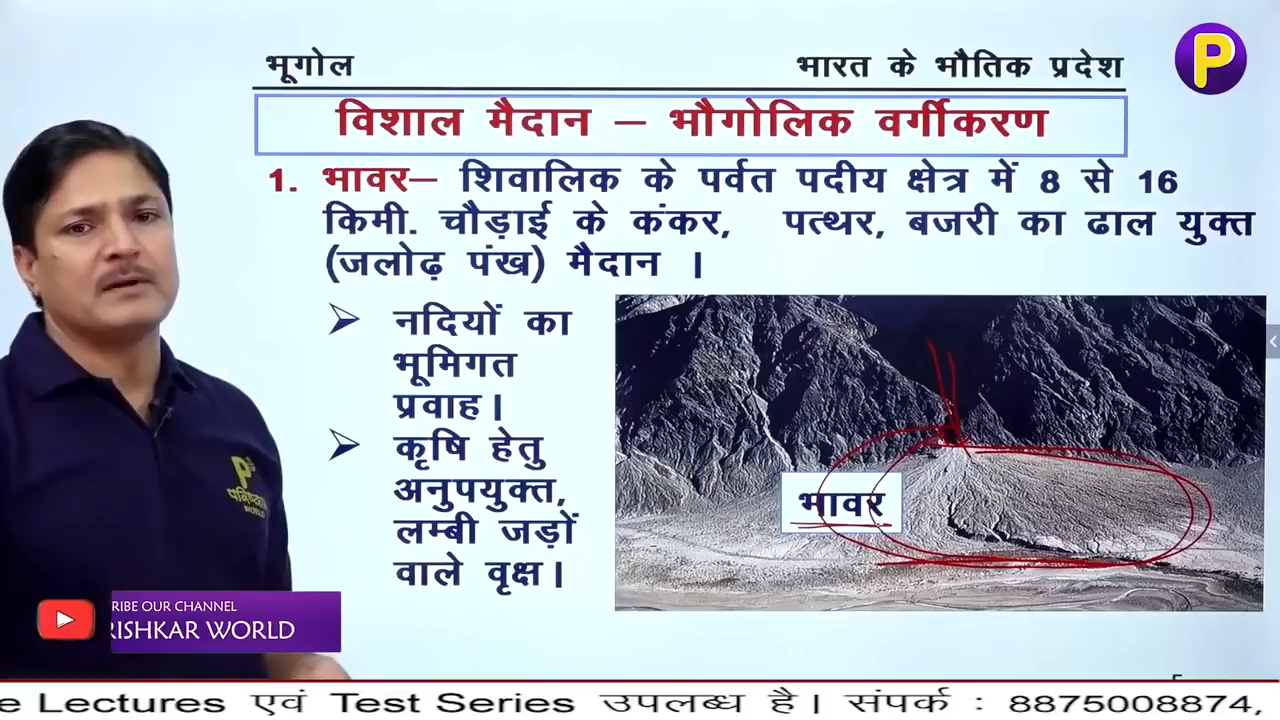 भूगोल
भारत के भौतिक प्रदेश
विशाल मैदान – भौगोलिक वर्गीकरण
1. भावर– शिवालिक के पर्वत पदीय क्षेत्र में 8 से 16
किमी. चौड़ाई के कंकर, पत्थर, बजरी का ढाल युक्त
(जलोढ़ पंख) मैदान ।
➢ नदियों का
भूमिगत
प्रवाह।
➢ कृषि हेतु
अनुपयुक्त,
लम्बी जड़ों
वाले वृक्ष।
भावर
P
P
WORLD
RIBE OUR CHANNEL
RISHKAR WORLD
e Lectures एवं Test Series उपलब्ध है। संपर्क : 8875008874,